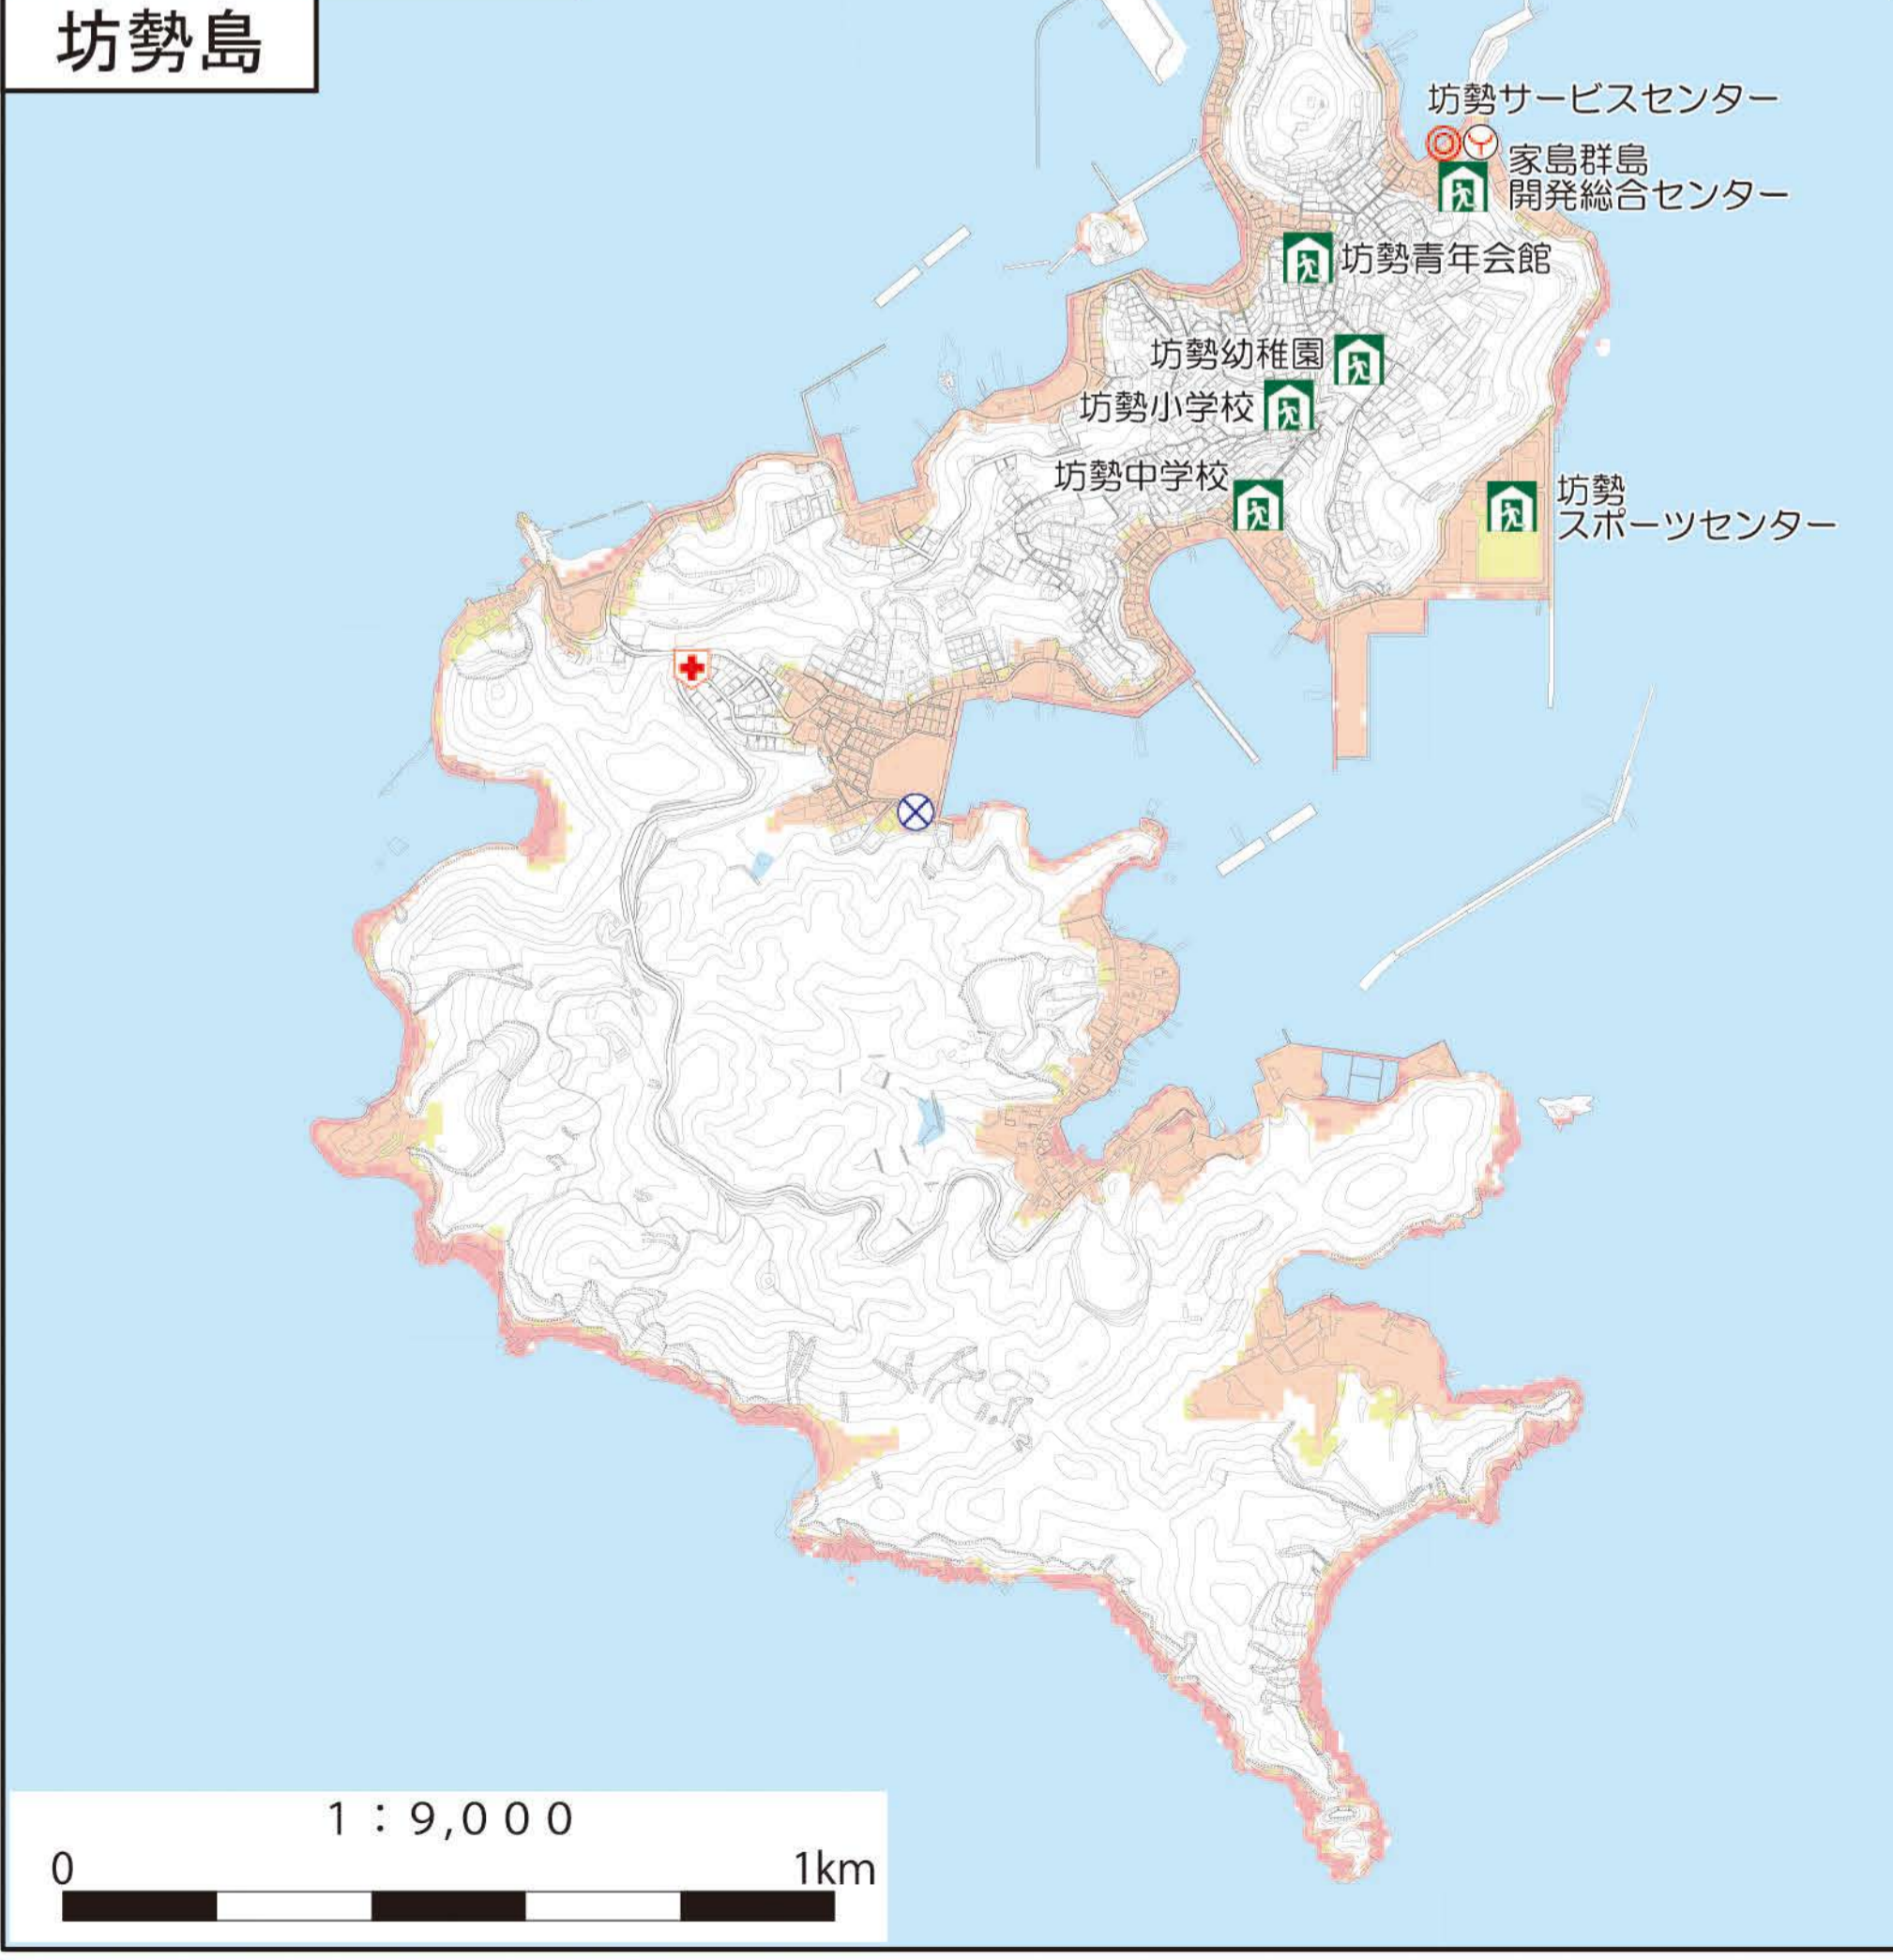 坊勢島
坊勢サービスセンター
家島群島
開発総合センター
坊勢青年会館
坊勢幼稚園
坊勢小学校
坊勢中学校
坊勢
スポーツセンター
1：9,000
0 1km